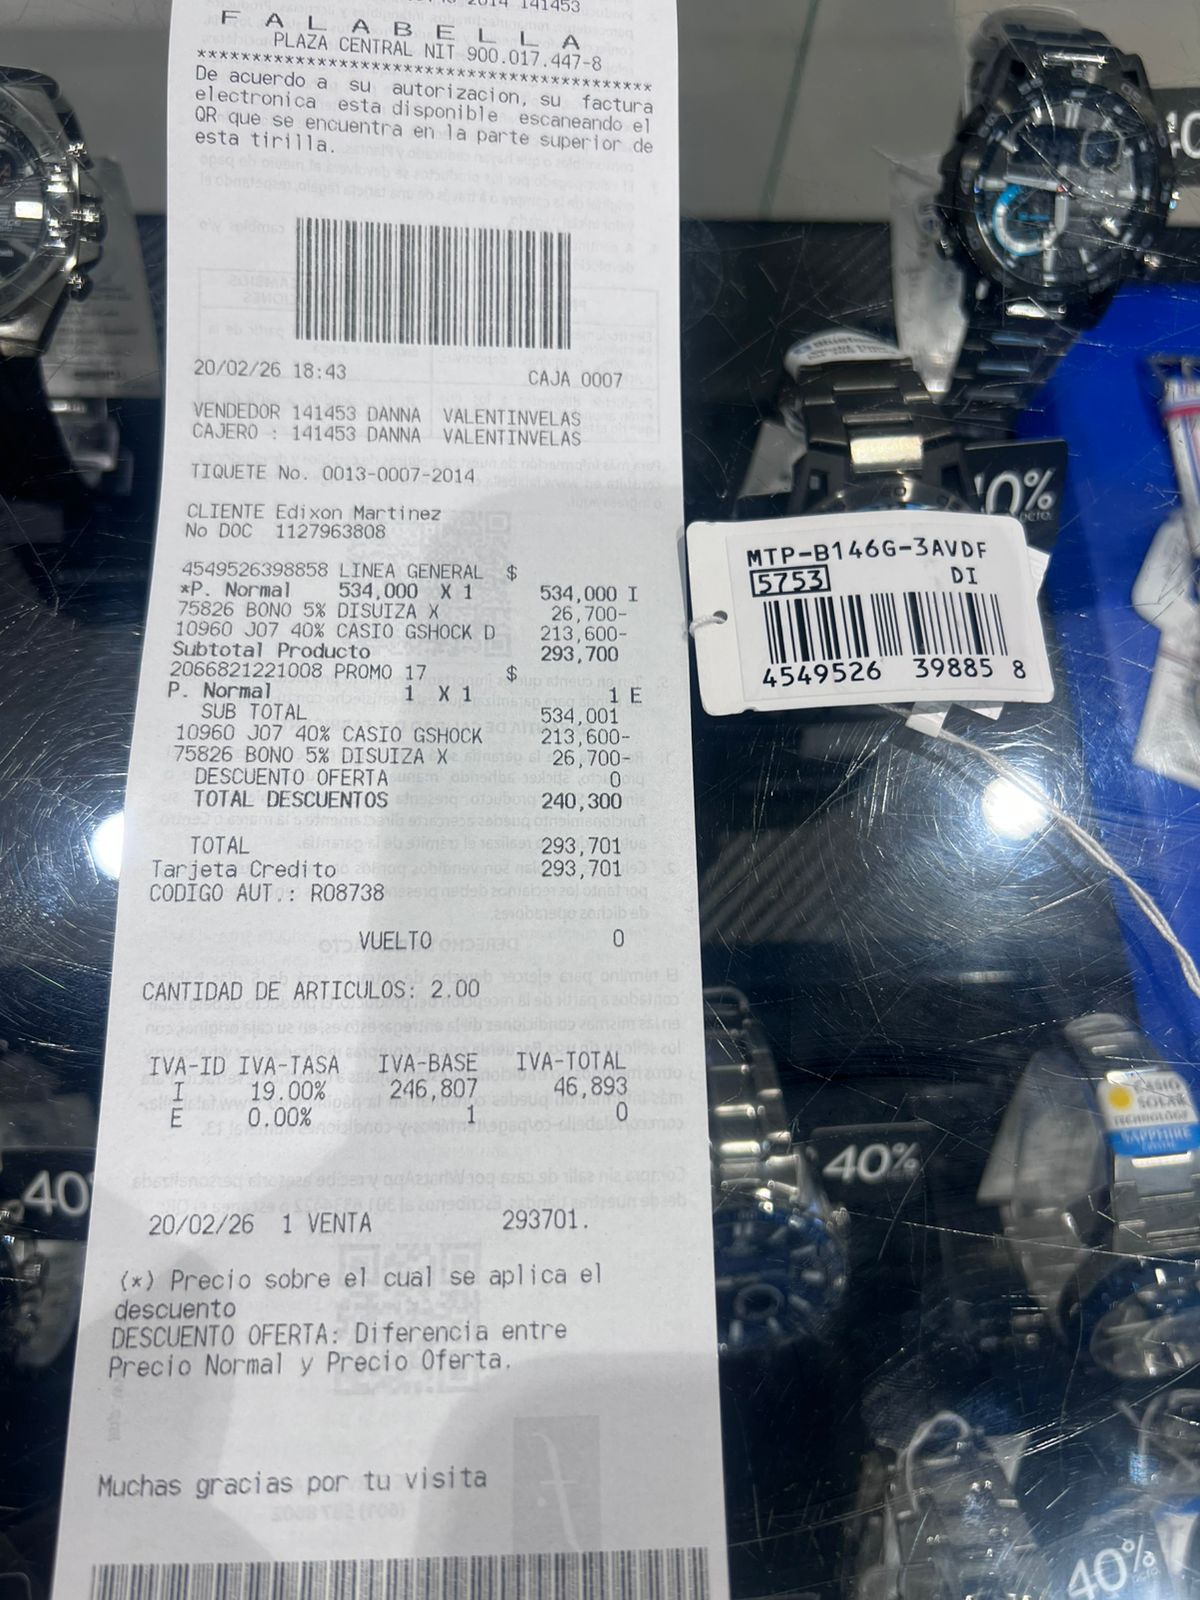 2014 141453
F A L A B E L L A
PLAZA CENTRAL NIT 900.017.447-8
********************************************
De acuerdo a su autorizacion, su factura
electronica esta disponible escaneando el
QR que se encuentra en la parte superior de
esta tirilla.
20/02/26 18:43 CAJA 0007
VENDEDOR 141453 DANNA VALENTINVELAS
CAJERO : 141453 DANNA VALENTINVELAS
TIQUETE No. 0013-0007-2014
CLIENTE Edixon Martinez
No DOC 1127963808
4549526398858 LINEA GENERAL $
*P. Normal 534,000 X 1 534,000 I
75826 BONO 5% DISUIZA X 26,700-
10960 J07 40% CASIO GSHOCK D 213,600-
Subtotal Producto 293,700
2066821221008 PROMO 17 $
P. Normal 1 X 1 1 E
SUB TOTAL 534,001
10960 J07 40% CASIO GSHOCK 213,600-
75826 BONO 5% DISUIZA X 26,700-
DESCUENTO OFERTA 0
TOTAL DESCUENTOS 240,300
TOTAL 293,701
Tarjeta Credito 293,701
CODIGO AUT.: R08738
VUELTO 0
CANTIDAD DE ARTICULOS: 2.00
IVA-ID IVA-TASA IVA-BASE IVA-TOTAL
I 19.00% 246,807 46,893
E 0.00% 1 0
20/02/26 1 VENTA 293701.
(*) Precio sobre el cual se aplica el
descuento
DESCUENTO OFERTA: Diferencia entre
Precio Normal y Precio Oferta.
Muchas gracias por tu visita
MTP-B146G-3AVDF
5753 DI
4549526 39885 8
CASIO
SOLAR
TECHNOLOGY
SAPPHIRE
40%
40
40%